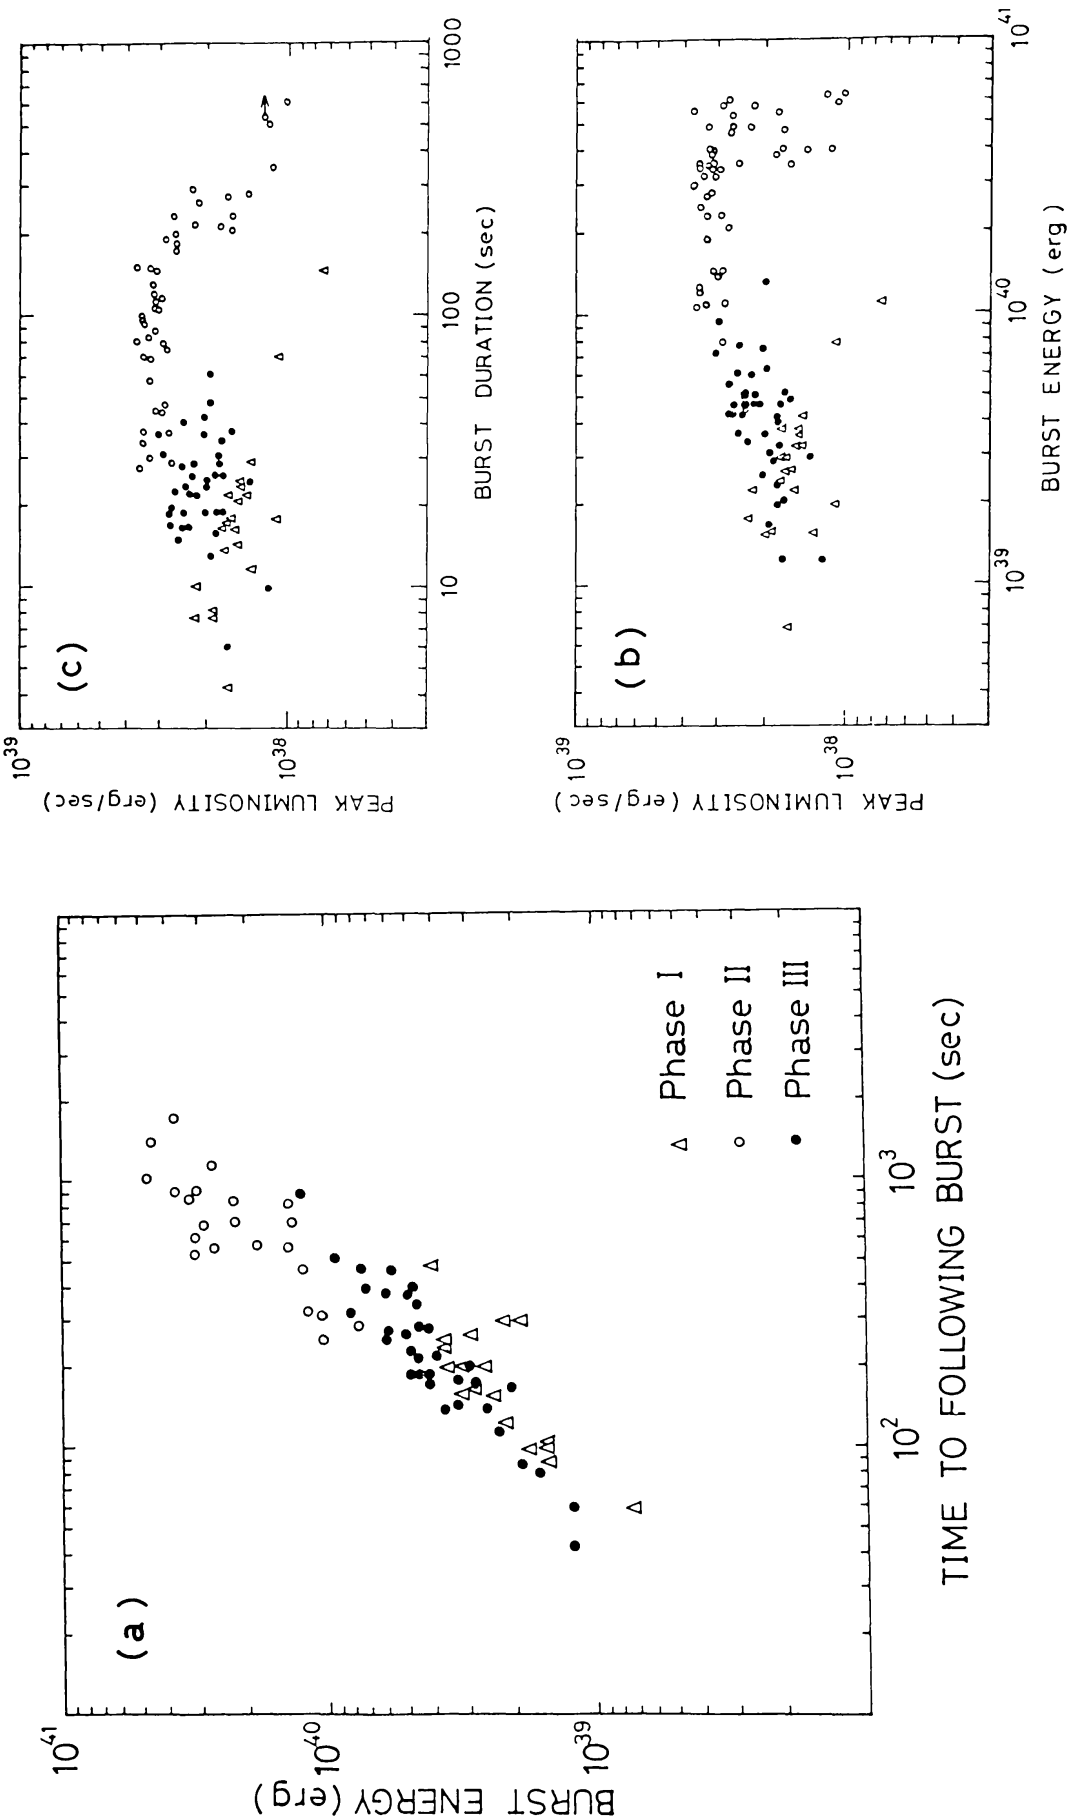 (a)
10^41
10^40
10^39
BURST ENERGY (erg)
10^2
10^3
TIME TO FOLLOWING BURST (sec)
△ Phase I
○ Phase II
● Phase III
(b)
10^39
10^38
PEAK LUMINOSITY (erg/sec)
10^39
10^40
10^41
BURST ENERGY (erg)
(c)
10^39
10^38
PEAK LUMINOSITY (erg/sec)
10
100
1000
BURST DURATION (sec)